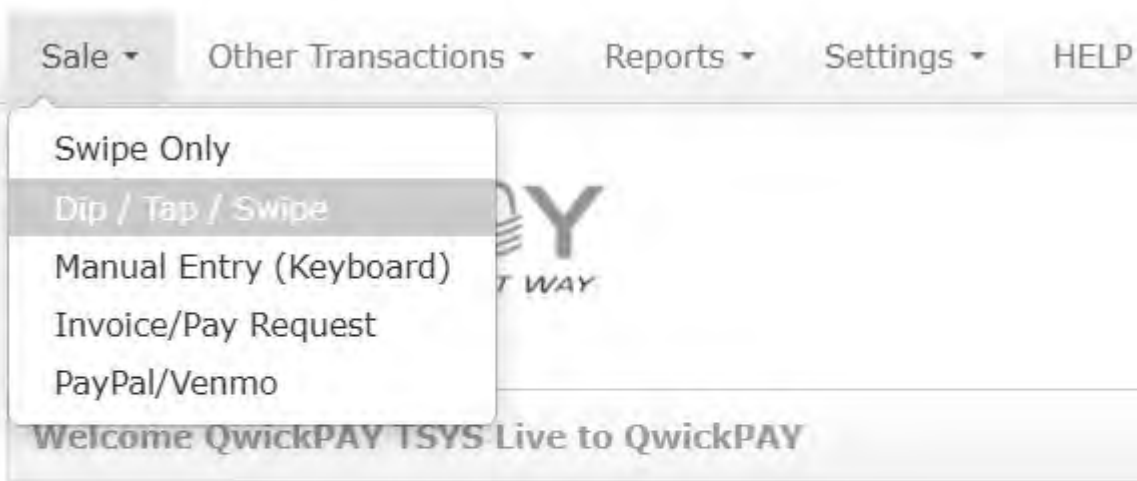 Sale Other Transactions Reports Settings HELP
Swipe Only
Dip / Tap / Swipe
Manual Entry (Keyboard)
Invoice/Pay Request
PayPal/Venmo
WAY
Welcome QwickPAY TSYS Live to QwickPAY